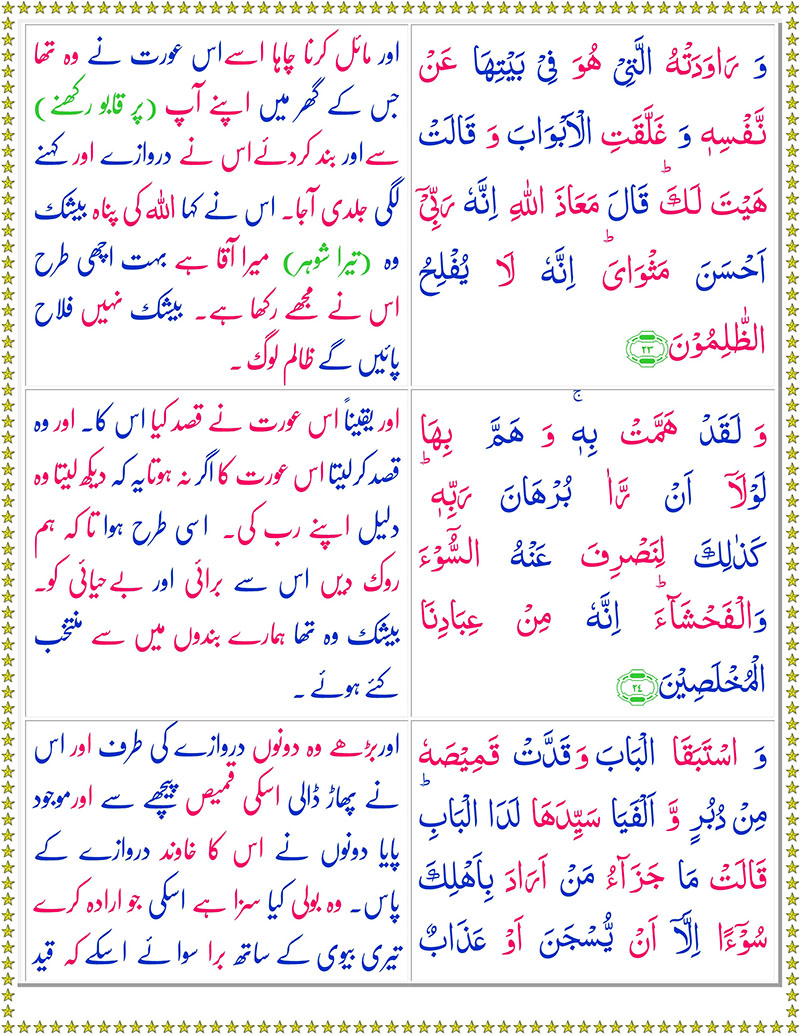 وَ رَاوَدَتْهُ الَّتِیْ هُوَ فِیْ بَیْتِهَا عَنْ
نَّفْسِهٖ وَ غَلَّقَتِ الْاَبْوَابَ وَ قَالَتْ
هَیْتَ لَكَؕ قَالَ مَعَاذَ اللّٰهِ اِنَّهٗ رَبِّیْۤ
اَحْسَنَ مَثْوَایَؕ اِنَّهٗ لَا یُفْلِحُ
الظّٰلِمُوْنَ ۲۳
اور مائل کرنا چاہا اسے اس عورت نے وہ تھا
جس کے گھر میں اپنے آپ (پر قابو رکھنے)
سے اور بند کر دئے اس نے دروازے اور کہنے
لگی جلدی آجا۔ اس نے کہا اللہ کی پناہ بیشک
وہ (تیرا شوہر) میرا آقا ہے بہت اچھی طرح
اس نے مجھے رکھا ہے۔ بیشک نہیں فلاح
پائیں گے ظالم لوگ ۔
وَ لَقَدْ هَمَّتْ بِهٖۚ وَ هَمَّ بِهَا
لَوْلَاۤ اَنْ رَّاٰ بُرْهَانَ رَبِّهٖؕ
كَذٰلِكَ لِنَصْرِفَ عَنْهُ السُّوْٓءَ
وَالْفَحْشَآءَؕ اِنَّهٗ مِنْ عِبَادِنَا
الْمُخْلَصِیْنَ ۲۴
اور یقیناً اس عورت نے قصد کیا اس کا۔ اور وہ
قصد کر لیتا اس عورت کا اگر نہ ہوتا یہ کہ دیکھ لیتا وہ
دلیل اپنے رب کی۔ اسی طرح ہوا تا کہ ہم
روک دیں اس سے برائی اور بے حیائی کو۔
بیشک وہ تھا ہمارے بندوں میں سے منتخب
کئے ہوئے ۔
وَ اسْتَبَقَا الْبَابَ وَ قَدَّتْ قَمِیْصَهٗ
مِنْ دُبُرٍ وَّ اَلْفَیَا سَیِّدَهَا لَدَا الْبَابِؕ
قَالَتْ مَا جَزَآءُ مَنْ اَرَادَ بِاَهْلِكَ
سُوْٓءًا اِلَّاۤ اَنْ یُّسْجَنَ اَوْ عَذَابٌ
اور بڑھے وہ دونوں دروازے کی طرف اور اس
نے پھاڑ ڈالی اسکی قمیص پیچھے سے اور موجود
پایا دونوں نے اس کا خاوند دروازے کے
پاس۔ وہ بولی کیا سزا ہے اسکی جو ارادہ کرے
تیری بیوی کے ساتھ برا سوائے اسکے کہ قید